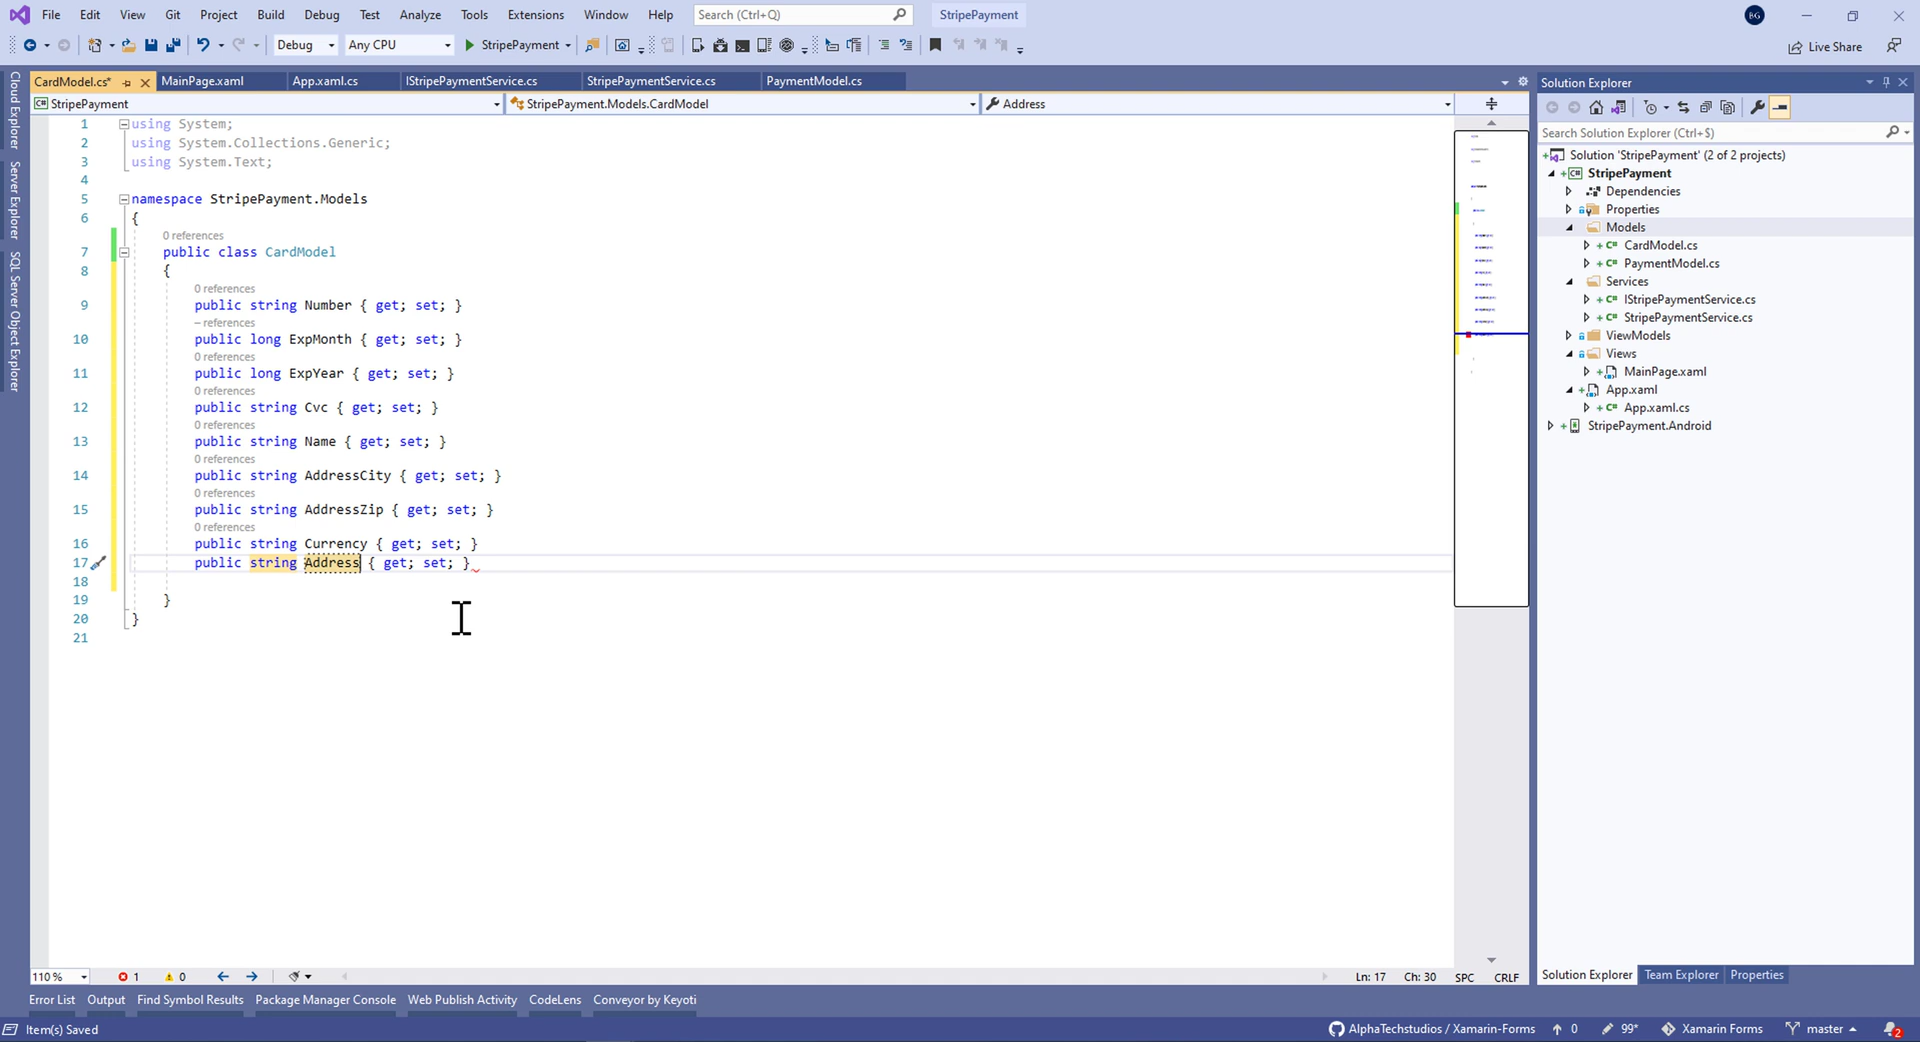 File Edit View Git Project Build Debug Test Analyze Tools Extensions Window Help Search (Ctrl+Q) StripePayment BG
Debug Any CPU StripePayment Live Share
CardModel.cs* MainPage.xaml App.xaml.cs IStripePaymentService.cs StripePaymentService.cs PaymentModel.cs
StripePayment StripePayment.Models.CardModel Address
Cloud Explorer
Server Explorer
SQL Server Object Explorer
1 using System;
2 using System.Collections.Generic;
3 using System.Text;
4
5 namespace StripePayment.Models
6 {
0 references
7 public class CardModel
8 {
0 references
9 public string Number { get; set; }
– references
10 public long ExpMonth { get; set; }
0 references
11 public long ExpYear { get; set; }
0 references
12 public string Cvc { get; set; }
0 references
13 public string Name { get; set; }
0 references
14 public string AddressCity { get; set; }
0 references
15 public string AddressZip { get; set; }
0 references
16 public string Currency { get; set; }
17 public string Address { get; set; }
18
19 }
20 }
21
110 % 1 0 Ln: 17 Ch: 30 SPC CRLF
Solution Explorer
Search Solution Explorer (Ctrl+$)
Solution 'StripePayment' (2 of 2 projects)
StripePayment
Dependencies
Properties
Models
CardModel.cs
PaymentModel.cs
Services
IStripePaymentService.cs
StripePaymentService.cs
ViewModels
Views
MainPage.xaml
App.xaml
App.xaml.cs
StripePayment.Android
Solution Explorer Team Explorer Properties
Error List Output Find Symbol Results Package Manager Console Web Publish Activity CodeLens Conveyor by Keyoti
Item(s) Saved AlphaTechstudios / Xamarin-Forms 0 99* Xamarin Forms master 2